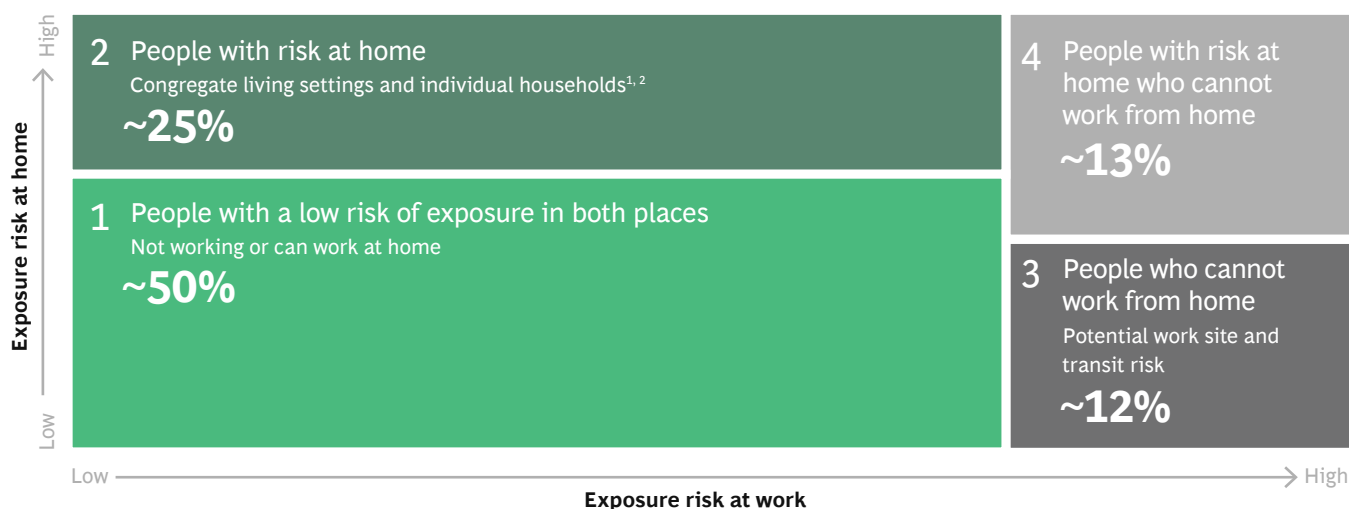 High
Exposure risk at home
Low
2 People with risk at home
Congregate living settings and individual households1, 2
~25%
4 People with risk at
home who cannot
work from home
~13%
1 People with a low risk of exposure in both places
Not working or can work at home
~50%
3 People who cannot
work from home
Potential work site and
transit risk
~12%
Low
High
Exposure risk at work